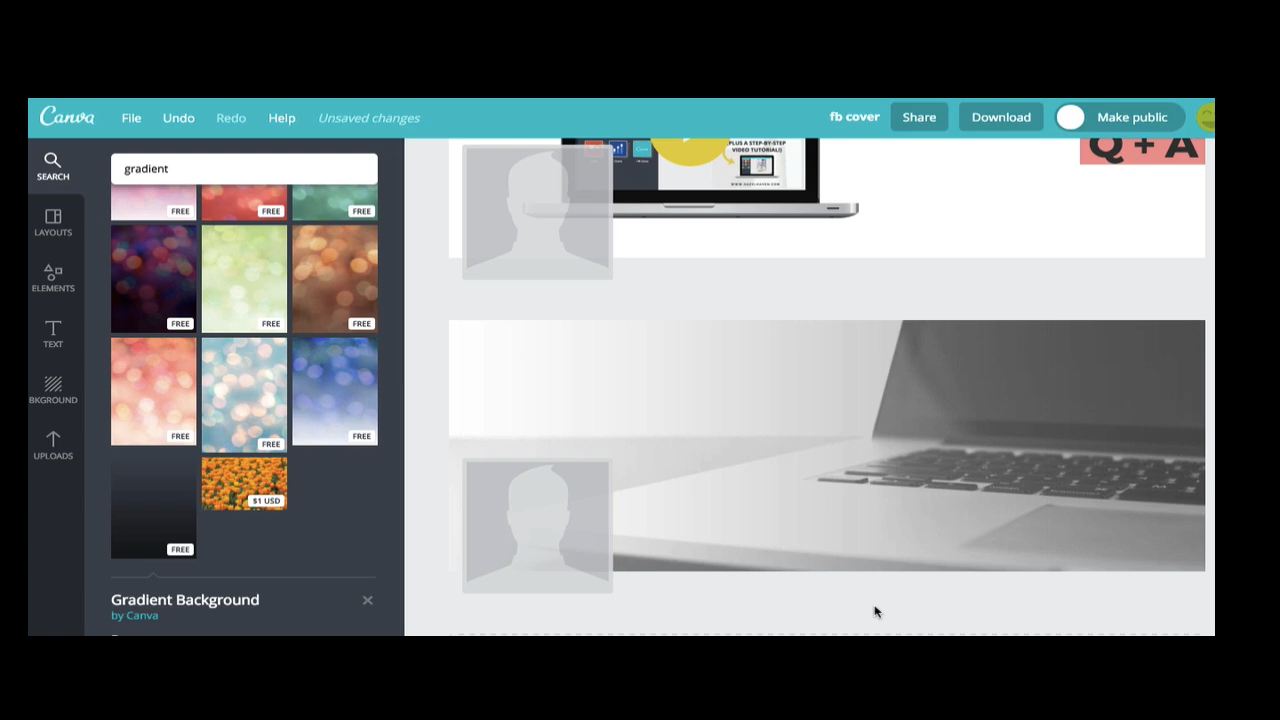 Canva File Undo Redo Help Unsaved changes fb cover Share Download Make public
SEARCH
LAYOUTS
ELEMENTS
TEXT
BKGROUND
UPLOADS
gradient
FREE FREE FREE
FREE FREE FREE
FREE FREE FREE
FREE $1 USD
Gradient Background
by Canva
PLUS A STEP-BY-
STEP VIDEO TUTORIAL!
Q + A